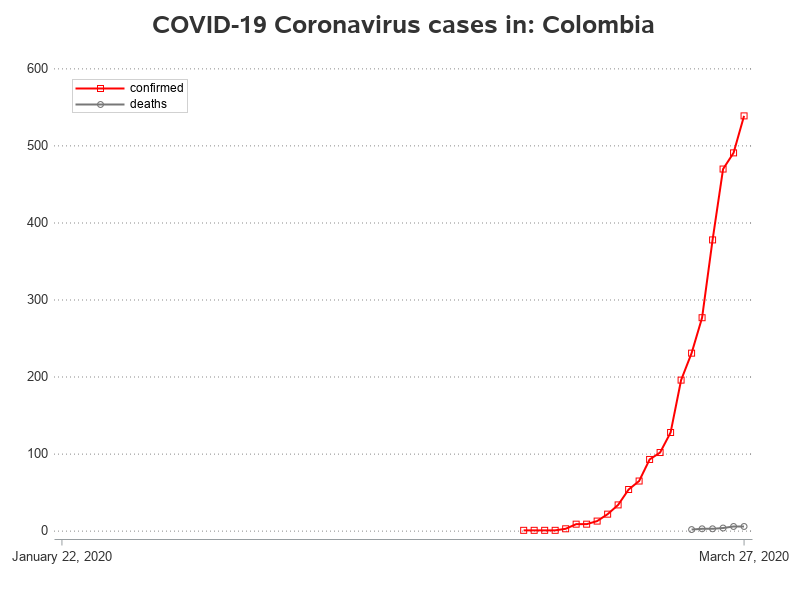 COVID-19 Coronavirus cases in: Colombia
600
confirmed
deaths
500
400
300
200
100
0
January 22, 2020
March 27, 2020